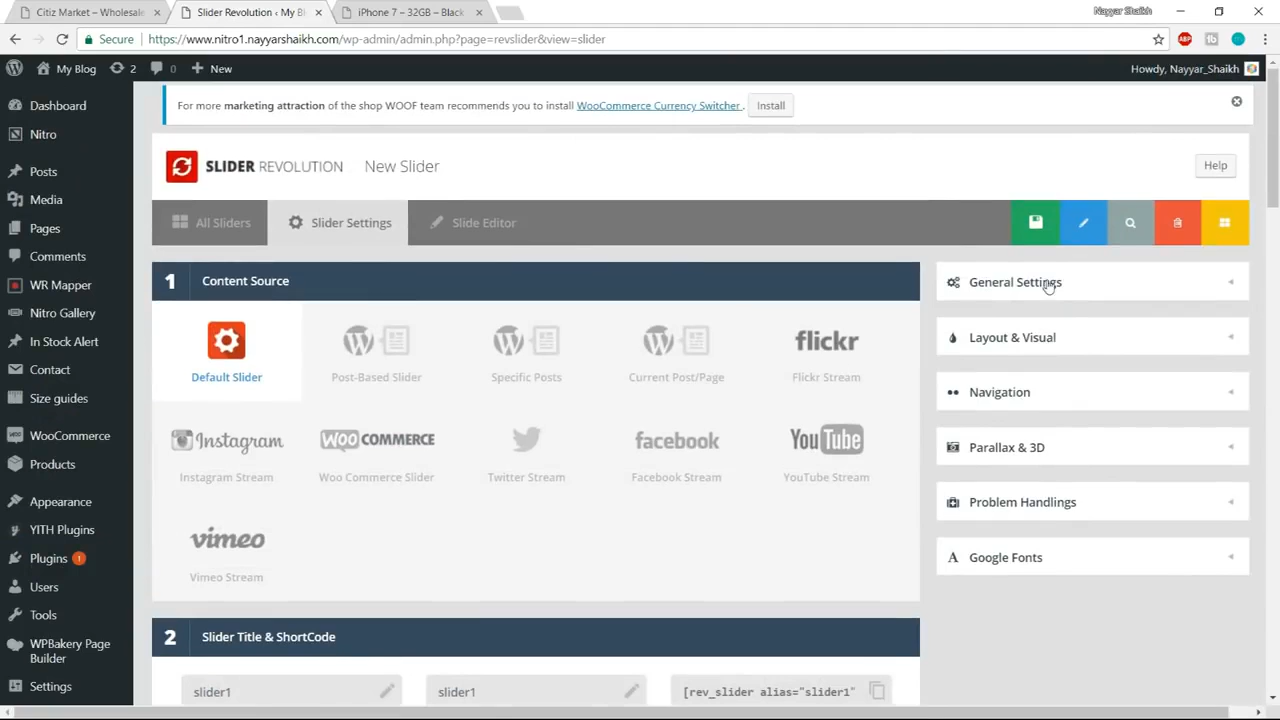 Citiz Market – Wholesale
Slider Revolution ‹ My Bl
iPhone 7 – 32GB – Black
Nayyar Shaikh
Secure
https://www.nitro1.nayyarshaikh.com/wp-admin/admin.php?page=revslider&view=slider
ABP
My Blog
2
0
New
Howdy, Nayyar_Shaikh
Dashboard
Nitro
Posts
Media
Pages
Comments
WR Mapper
Nitro Gallery
In Stock Alert
Contact
Size guides
WooCommerce
Products
Appearance
YITH Plugins
Plugins 1
Users
Tools
WPBakery Page
Builder
Settings
For more marketing attraction of the shop WOOF team recommends you to install WooCommerce Currency Switcher . Install
SLIDER REVOLUTION New Slider
Help
All Sliders
Slider Settings
Slide Editor
1 Content Source
Default Slider
Post-Based Slider
Specific Posts
Current Post/Page
flickr
Flickr Stream
Instagram
Instagram Stream
WOO COMMERCE
Woo Commerce Slider
Twitter Stream
facebook
Facebook Stream
YouTube
YouTube Stream
vimeo
Vimeo Stream
2 Slider Title & ShortCode
slider1
slider1
[rev_slider alias="slider1"
General Settings
Layout & Visual
Navigation
Parallax & 3D
Problem Handlings
Google Fonts